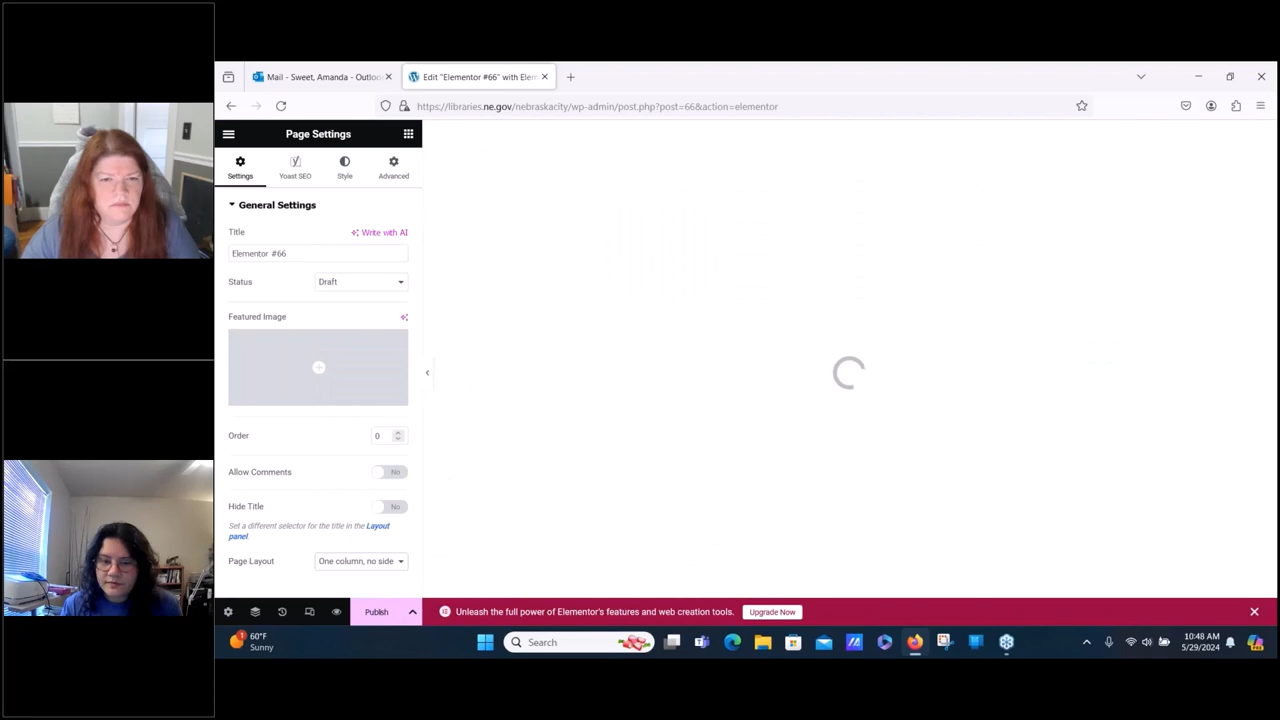 Mail - Sweet, Amanda - Outloo
Edit "Elementor #66" with Elem
https://libraries.ne.gov/nebraskacity/wp-admin/post.php?post=66&action=elementor
Page Settings
Settings
Yoast SEO
Style
Advanced
General Settings
Title
Write with AI
Elementor #66
Status
Draft
Featured Image
Order
0
Allow Comments
No
Hide Title
No
Set a different selector for the title in the Layout
panel.
Page Layout
One column, no side
Publish
Unleash the full power of Elementor's features and web creation tools.
Upgrade Now
1
60°F
Sunny
Search
10:48 AM
5/29/2024